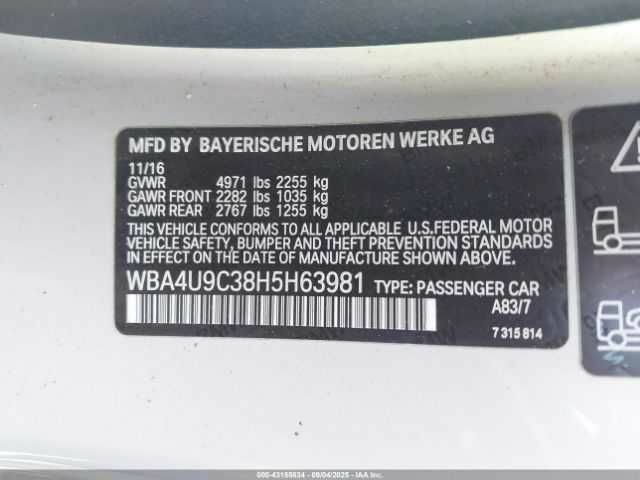 MFD BY BAYERISCHE MOTOREN WERKE AG
11/16
GVWR 4971 lbs 2255 kg
GAWR FRONT 2282 lbs 1035 kg
GAWR REAR 2767 lbs 1255 kg
THIS VEHICLE CONFORMS TO ALL APPLICABLE U.S.FEDERAL MOTOR
VEHICLE SAFETY, BUMPER AND THEFT PREVENTION STANDARDS IN
EFFECT ON THE DATE OF MANUFACTURE SHOWN ABOVE.
WBA4U9C38H5H63981 TYPE: PASSENGER CAR
A83/7
7 315 814
000-43155634 - 09/04/2025 - IAA Inc.